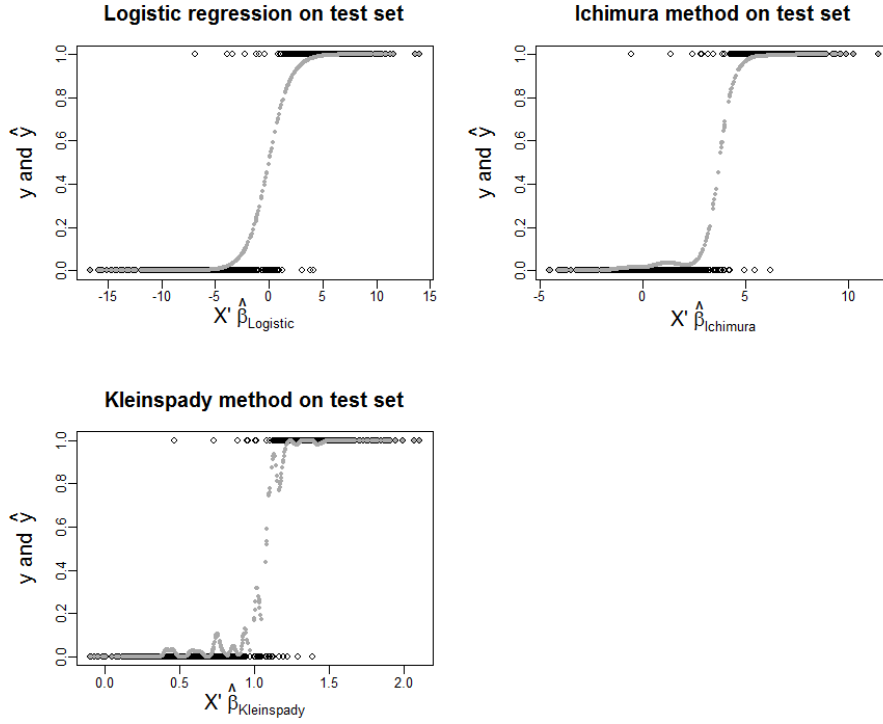 Logistic regression on test set
y and ŷ
1.0
0.8
0.6
0.4
0.2
0.0
-15 -10 -5 0 5 10 15
X' β̂Logistic
Ichimura method on test set
y and ŷ
1.0
0.8
0.6
0.4
0.2
0.0
-5 0 5 10
X' β̂Ichimura
Kleinspady method on test set
y and ŷ
1.0
0.8
0.6
0.4
0.2
0.0
0.0 0.5 1.0 1.5 2.0
X' β̂Kleinspady